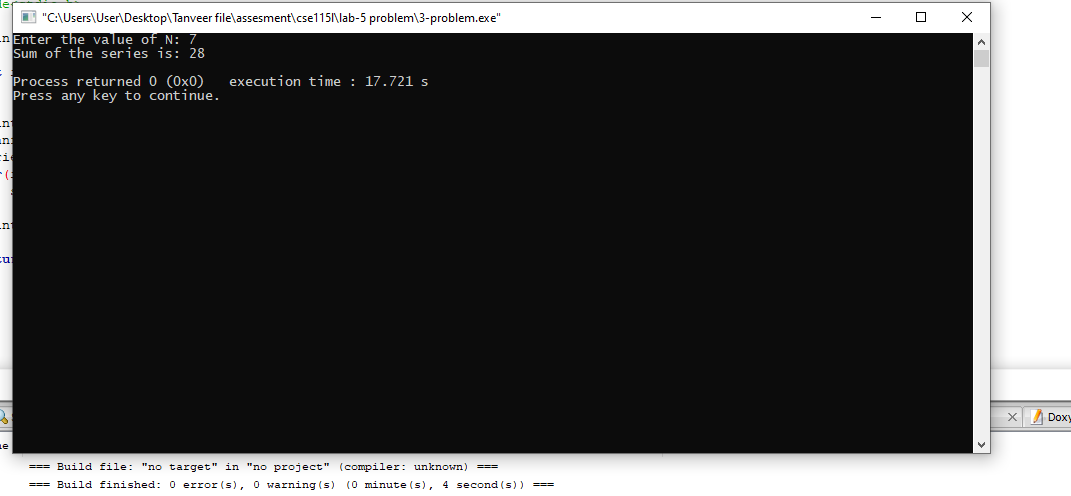 "C:\Users\User\Desktop\Tanveer file\assesment\cse115l\lab-5 problem\3-problem.exe"
Enter the value of N: 7
Sum of the series is: 28
Process returned 0 (0x0)   execution time : 17.721 s
Press any key to continue.
=== Build file: "no target" in "no project" (compiler: unknown) ===
=== Build finished: 0 error(s), 0 warning(s) (0 minute(s), 4 second(s)) ===